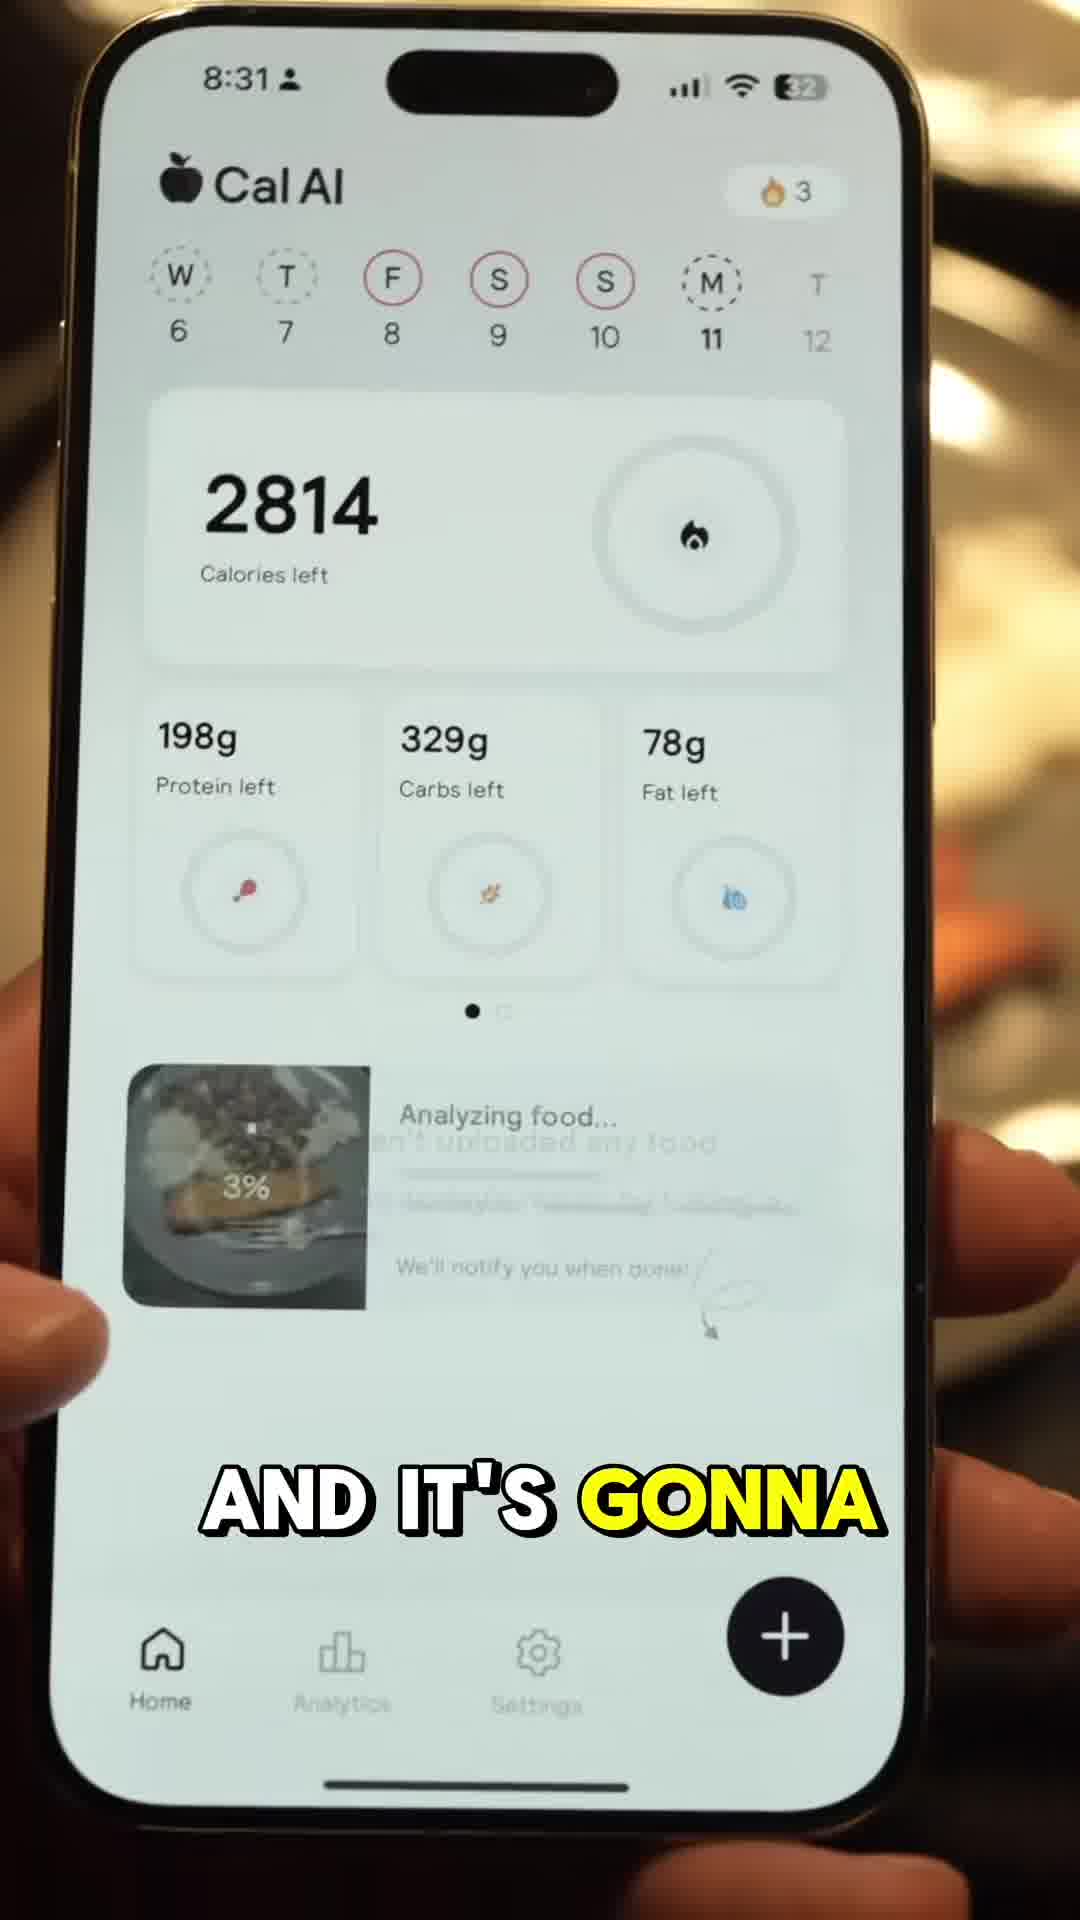 8:31
32
Cal AI
3
W T F S S M T
6 7 8 9 10 11 12
2814
Calories left
198g 329g 78g
Protein left Carbs left Fat left
Analyzing food...
uploaded any food
3%
We'll notify you when done!
AND IT'S GONNA
Home Analytics Settings